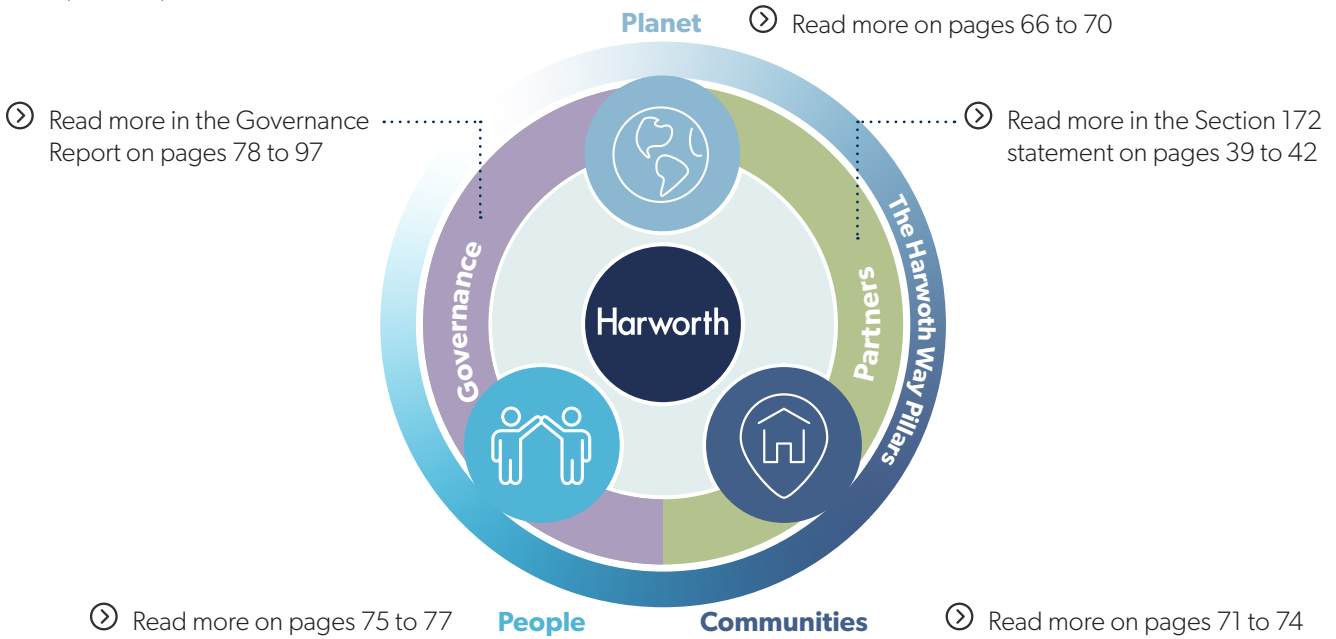 Planet
Read more on pages 66 to 70
Read more in the Governance
Report on pages 78 to 97
Read more in the Section 172
statement on pages 39 to 42
The Harwoth Way Pillars
Governance
Harworth
Partners
Read more on pages 75 to 77
People
Communities
Read more on pages 71 to 74